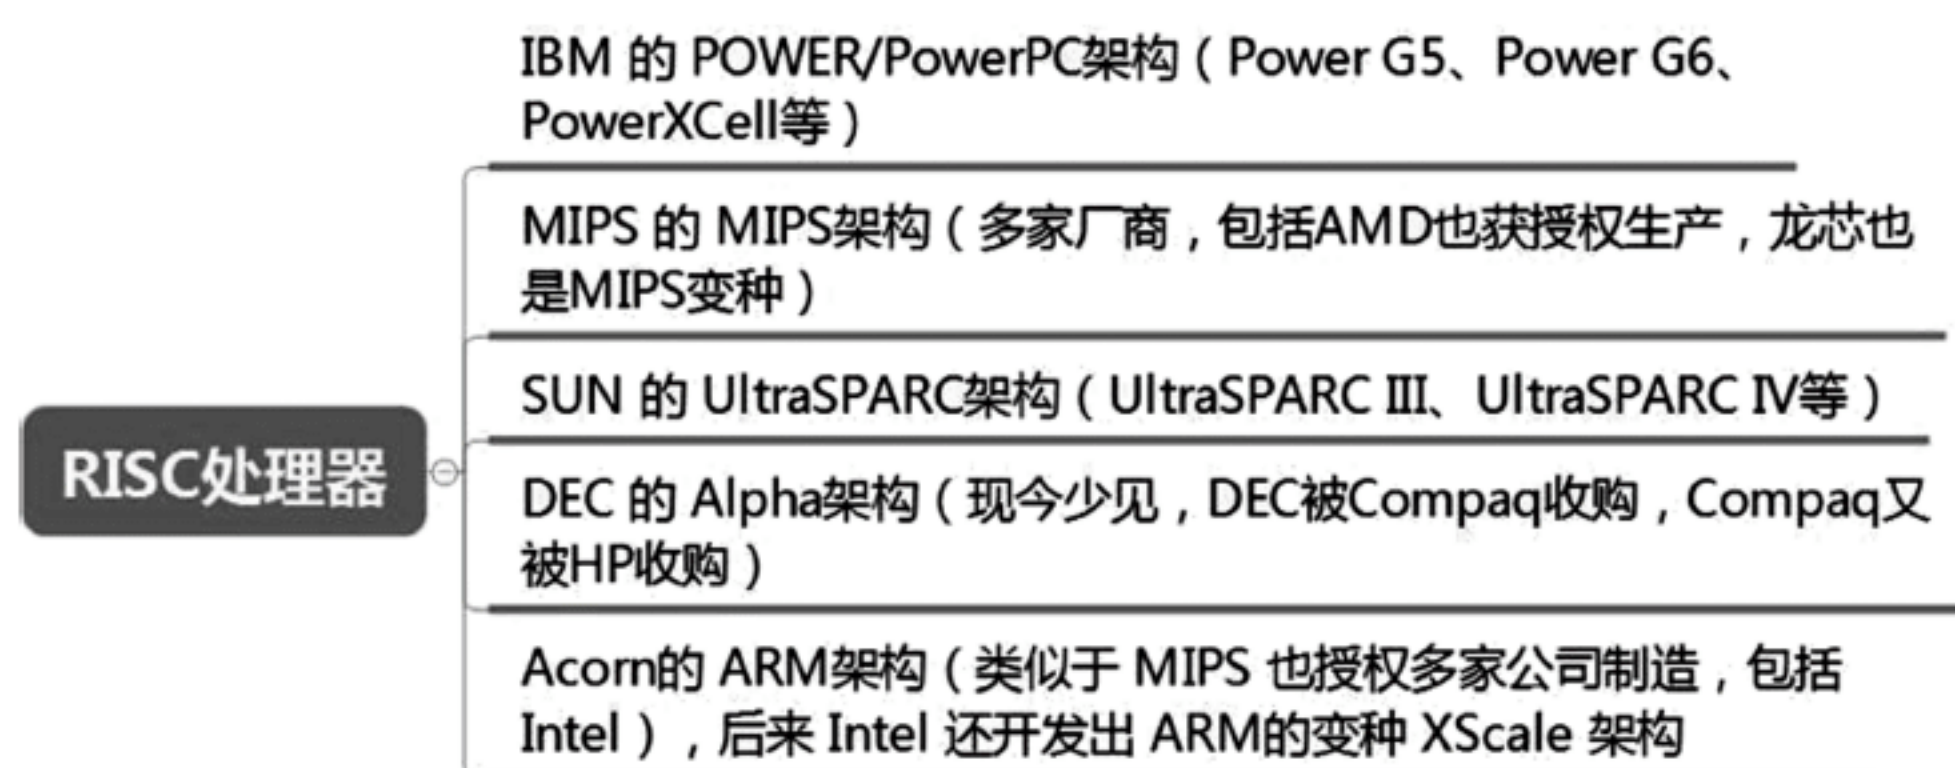 IBM 的 POWER/PowerPC架构（Power G5、Power G6、
PowerXCell等）
MIPS 的 MIPS架构（多家厂商，包括AMD也获授权生产，龙芯也
是MIPS变种）
SUN 的 UltraSPARC架构（UltraSPARC III、UltraSPARC IV等）
RISC处理器
DEC 的 Alpha架构（现今少见，DEC被Compaq收购，Compaq又
被HP收购）
Acorn的 ARM架构（类似于 MIPS 也授权多家公司制造，包括
Intel），后来 Intel 还开发出 ARM的变种 XScale 架构